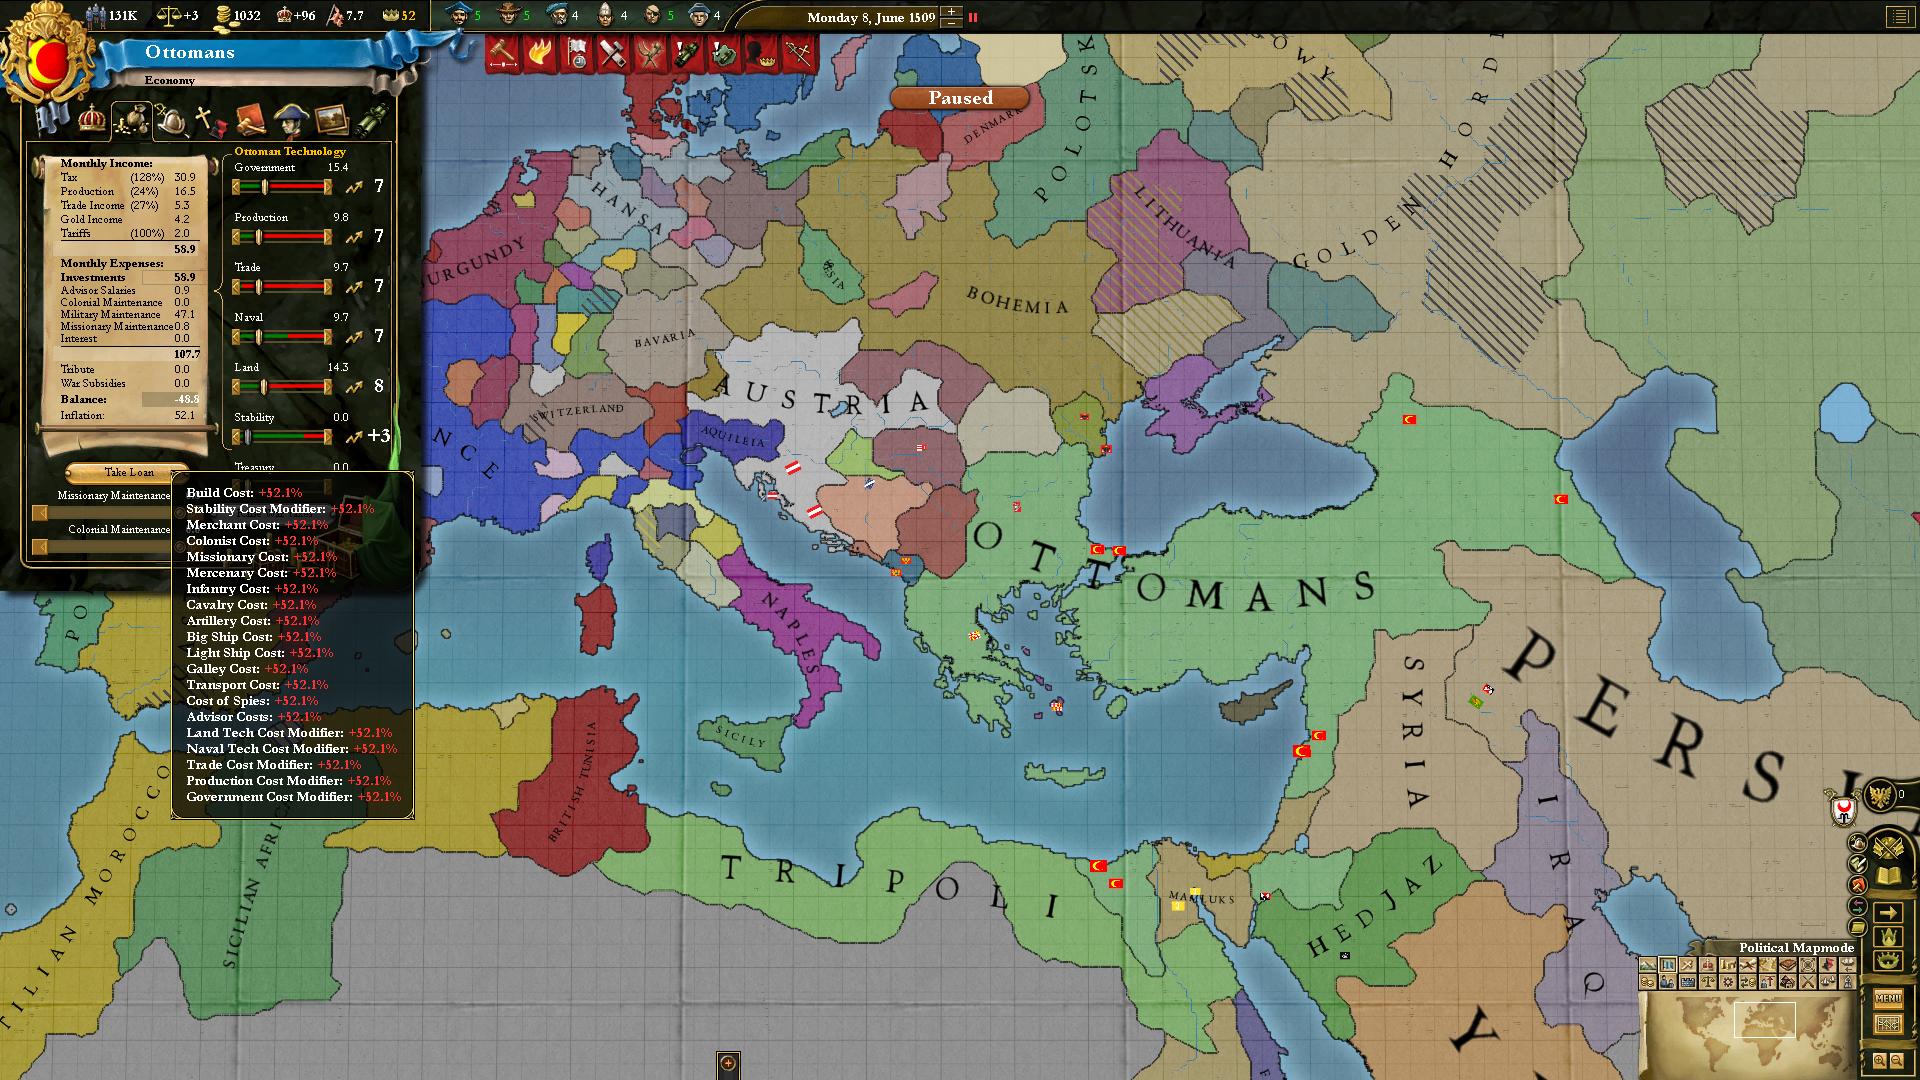 131K +3 1032 +96 7.7 52 5 5 4 4 5 4
Monday 8, June 1509
Ottomans
Economy
Paused
Monthly Income:
Tax (128%) 30.9
Production (24%) 16.5
Trade Income (27%) 5.3
Gold Income 4.2
Tariffs (100%) 2.0
58.9
Monthly Expenses:
Investments 58.9
Advisor Salaries 0.9
Colonial Maintenance 0.0
Military Maintenance 47.1
Missionary Maintenance 0.8
Interest 0.0
107.7
Tribute 0.0
War Subsidies 0.0
Balance: -48.8
Inflation: 52.1
Take Loan
Missionary Maintenance
Colonial Maintenance
Ottoman Technology
Government 15.4
7
Production 9.8
7
Trade 9.7
7
Naval 9.7
7
Land 14.3
8
Stability 0.0
+3
Treasury 0.0
Build Cost: +52.1%
Stability Cost Modifier: +52.1%
Merchant Cost: +52.1%
Colonist Cost: +52.1%
Missionary Cost: +52.1%
Mercenary Cost: +52.1%
Infantry Cost: +52.1%
Cavalry Cost: +52.1%
Artillery Cost: +52.1%
Big Ship Cost: +52.1%
Light Ship Cost: +52.1%
Galley Cost: +52.1%
Transport Cost: +52.1%
Cost of Spies: +52.1%
Advisor Costs: +52.1%
Land Tech Cost Modifier: +52.1%
Naval Tech Cost Modifier: +52.1%
Trade Cost Modifier: +52.1%
Production Cost Modifier: +52.1%
Government Cost Modifier: +52.1%
DENMARK
POLOTSK
OWY
GOLDEN HORDE
HANSA
LITHUANIA
URGUNDY
BOHEMIA
BAVARIA
AUSTRIA
SWITZERLAND
AQUILEIA
NCE
OTTOMANS
NAPLES
PO
SICILY
SYRIA
PERSI
BRITISH TUNISIA
TRIPOLI
MAMLUKS
HEDJAZ
IRAQ
SICILIAN AFRIC
TILIAN MOROCCO
Y
0
Political Mapmode
MENU